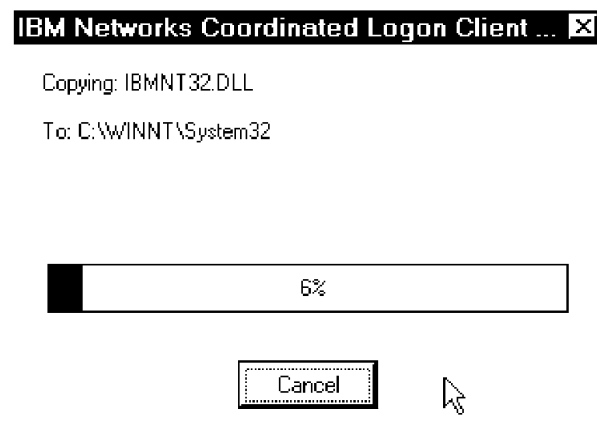 IBM Networks Coordinated Logon Client ...
Copying: IBMNT32.DLL
To: C:\WINNT\System32
6%
Cancel